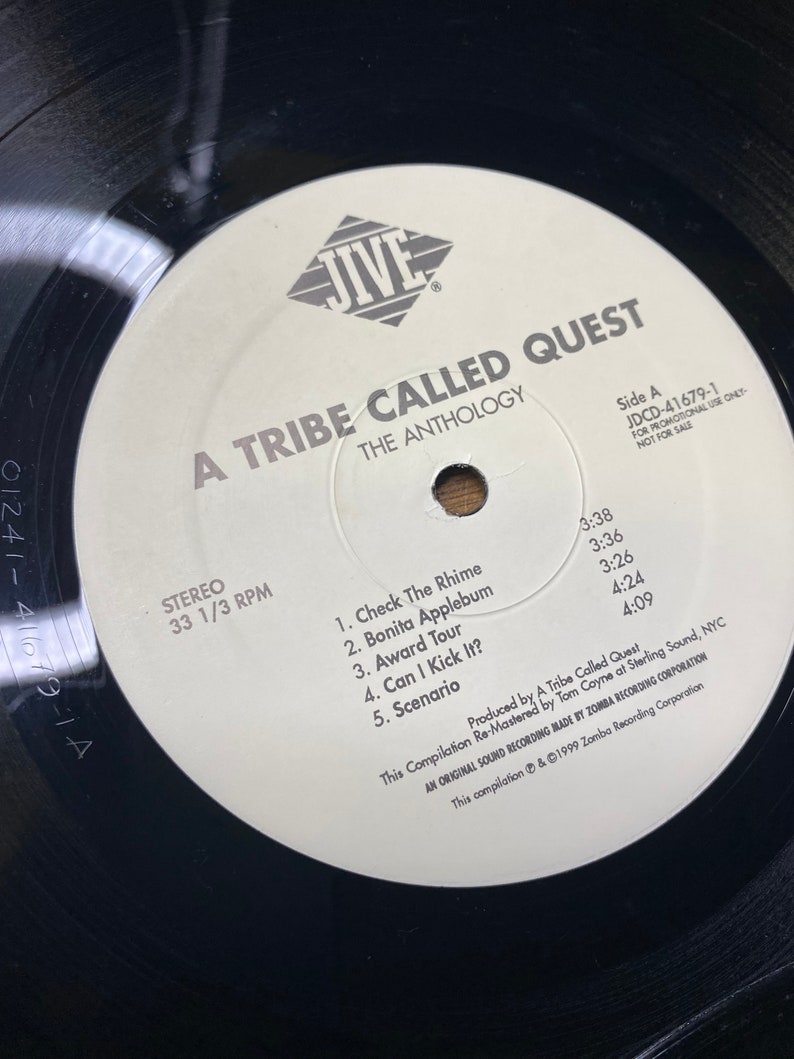 JIVE®
A TRIBE CALLED QUEST
THE ANTHOLOGY
Side A
JDCD-41679-1
FOR PROMOTIONAL USE ONLY-
NOT FOR SALE
STEREO
33 1/3 RPM
1. Check The Rhime 3:38
2. Bonita Applebum 3:36
3. Award Tour 3:26
4. Can I Kick It? 4:24
5. Scenario 4:09
Produced by A Tribe Called Quest
This Compilation Re-Mastered by Tom Coyne at Sterling Sound, NYC
AN ORIGINAL SOUND RECORDING MADE BY ZOMBA RECORDING CORPORATION
This compilation ℗ & ©1999 Zomba Recording Corporation
01241-41679-1A